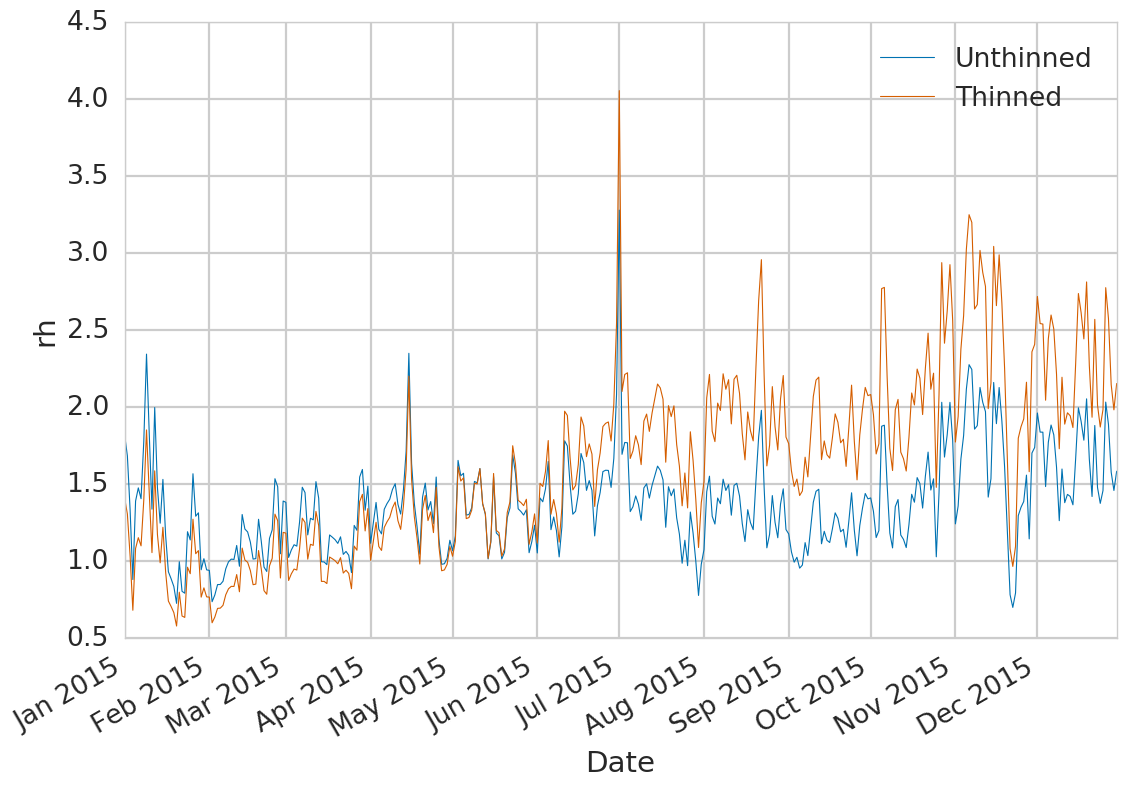 4.5
4.0
3.5
3.0
2.5
2.0
1.5
1.0
0.5
rh
Unthinned
Thinned
Jan 2015
Feb 2015
Mar 2015
Apr 2015
May 2015
Jun 2015
Jul 2015
Aug 2015
Sep 2015
Oct 2015
Nov 2015
Dec 2015
Date